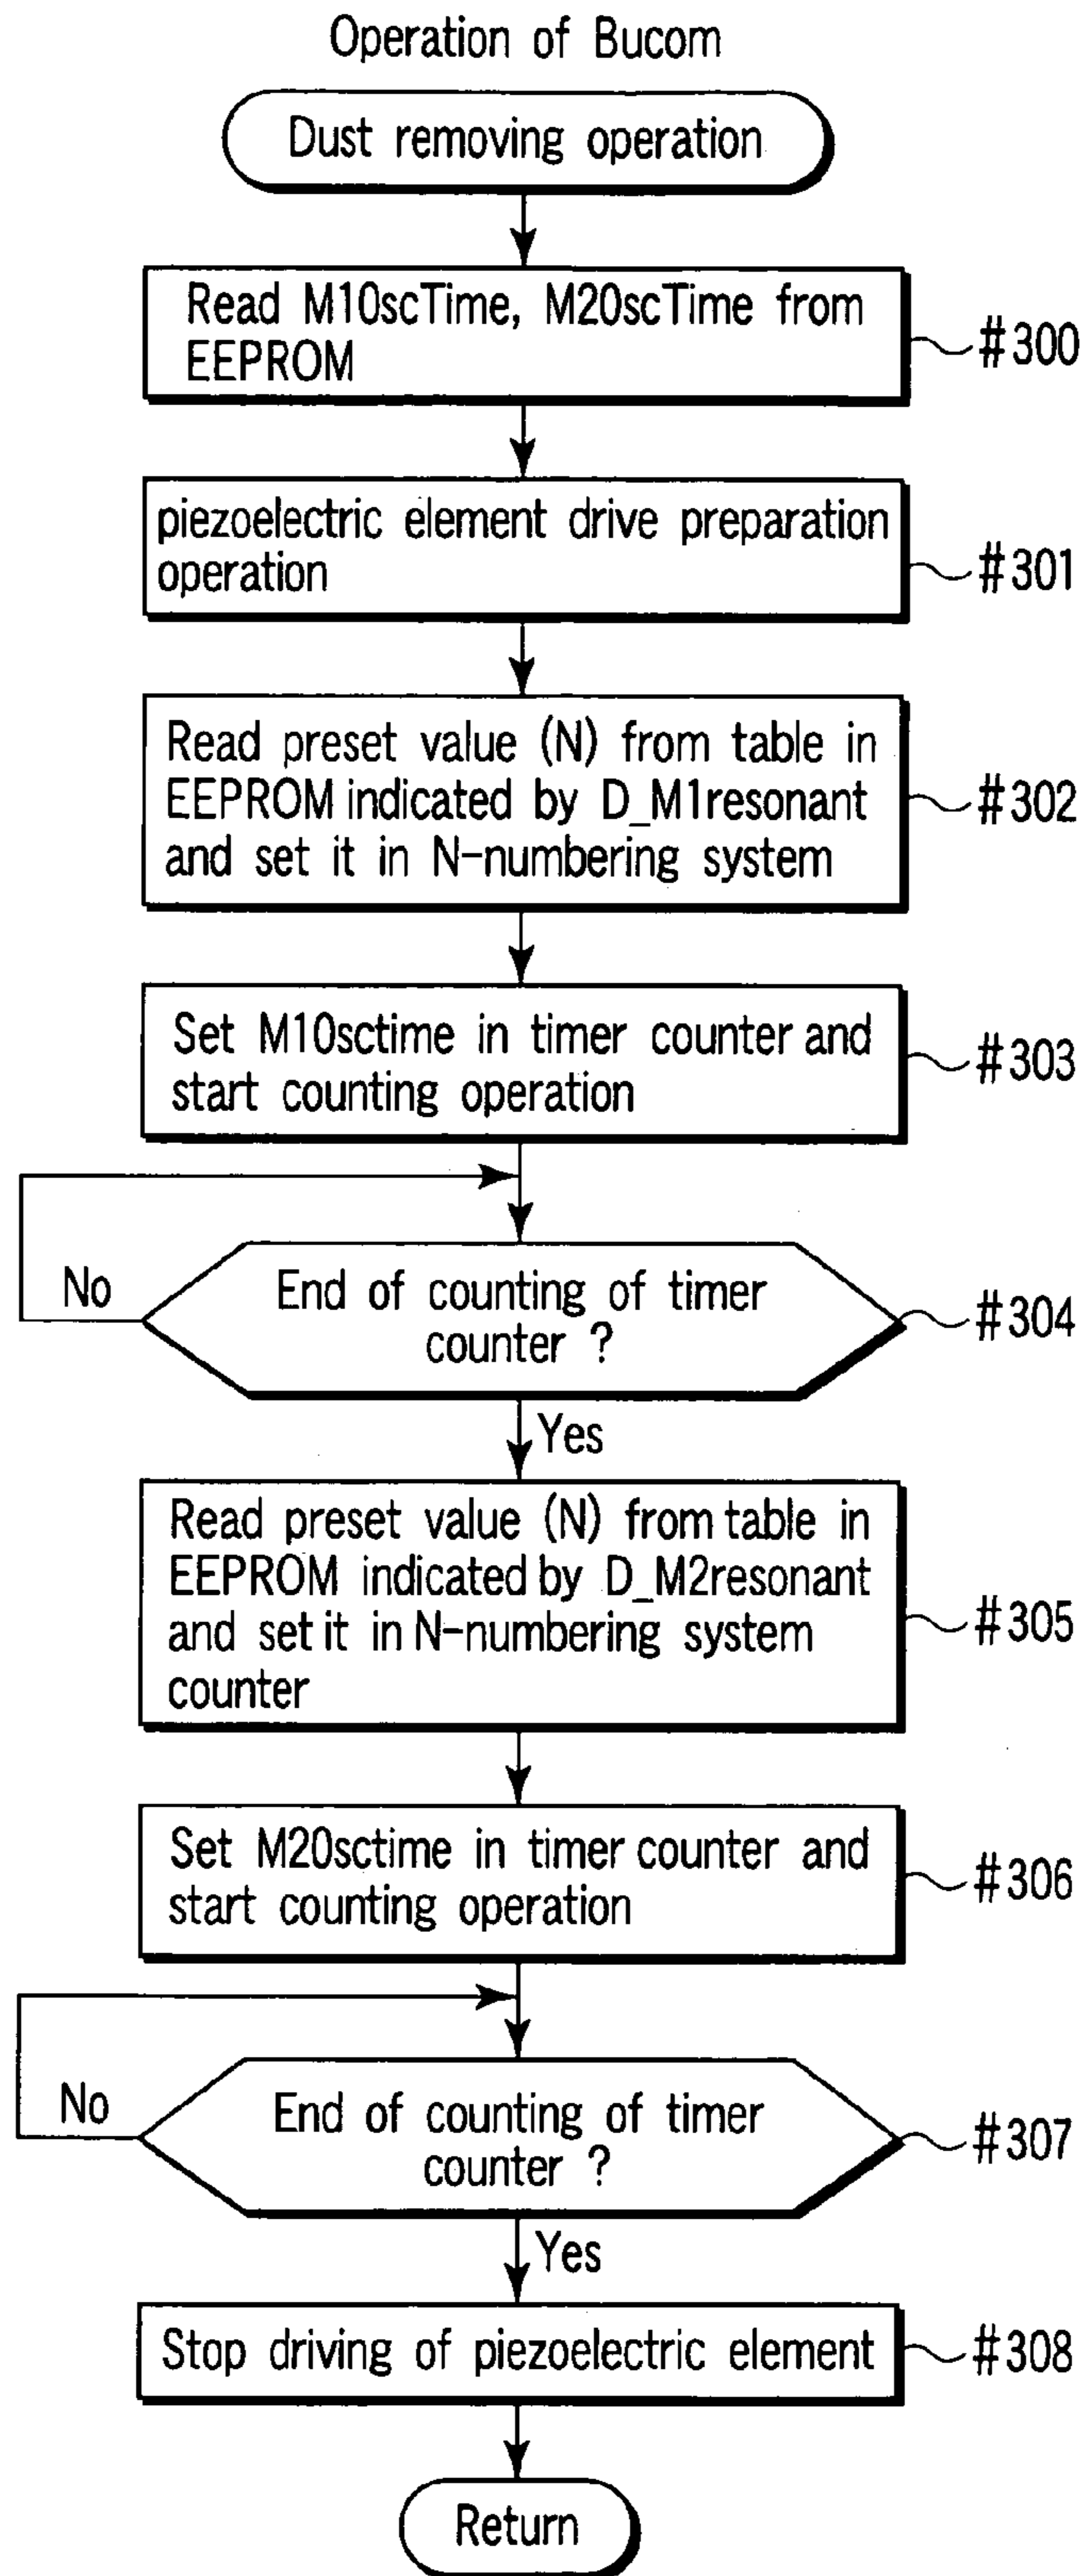 Operation of Bucom
Dust removing operation
Read M10scTime, M20scTime from
EEPROM
#300
piezoelectric element drive preparation
operation
#301
Read preset value (N) from table in
EEPROM indicated by D_M1resonant
and set it in N-numbering system
#302
Set M10sctime in timer counter and
start counting operation
#303
No
End of counting of timer
counter ?
#304
Yes
Read preset value (N) from table in
EEPROM indicated by D_M2resonant
and set it in N-numbering system
counter
#305
Set M20sctime in timer counter and
start counting operation
#306
No
End of counting of timer
counter ?
#307
Yes
Stop driving of piezoelectric element
#308
Return